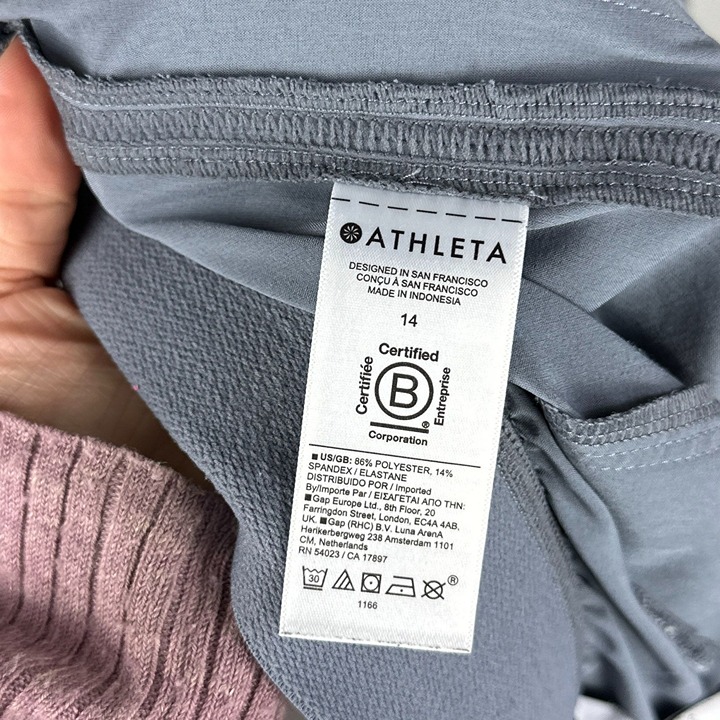 ATHLETA
DESIGNED IN SAN FRANCISCO
CONÇU À SAN FRANCISCO
MADE IN INDONESIA
14
Certified
Certifiée
B
Entreprise
®
Corporation
■ US/GB: 86% POLYESTER, 14%
SPANDEX / ELASTANE
DISTRIBUIDO POR / Imported
By/Importe Par / ΕΙΣΑΓΕΤΑΙ ΑΠΟ ΤΗΝ:
■Gap Europe Ltd., 8th Floor, 20
Farringdon Street, London, EC4A 4AB,
UK. ■Gap (RHC) B.V. Luna ArenA
Herikerbergweg 238 Amsterdam 1101
CM, Netherlands
RN 54023 / CA 17897
30 ®
1166